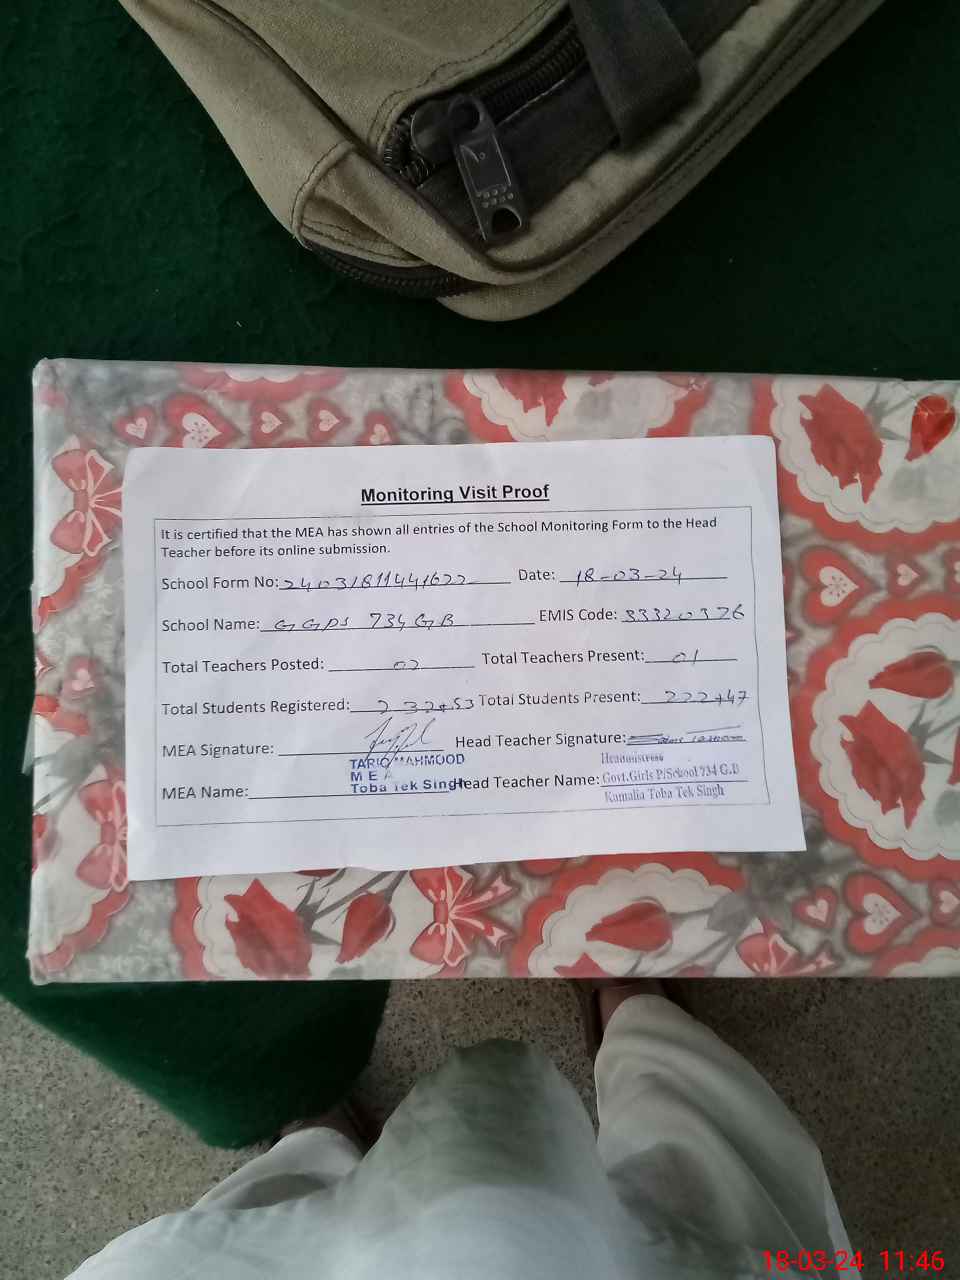 Monitoring Visit Proof
It is certified that the MEA has shown all entries of the School Monitoring Form to the Head
Teacher before its online submission.
School Form No: 24031811441622 Date: 18-03-24
School Name: GGPS 734 GB EMIS Code: 33320376
Total Teachers Posted: 02 Total Teachers Present: 01
Total Students Registered: 232+53 Total Students Present: 222+47
MEA Signature: Head Teacher Signature:
TARIQ MAHMOOD
M E A
Toba Tek Singh
MEA Name: Head Teacher Name:
Headmistress
Govt.Girls P/School 734 G.B
Kamalia Toba Tek Singh
18-03-24 11:46